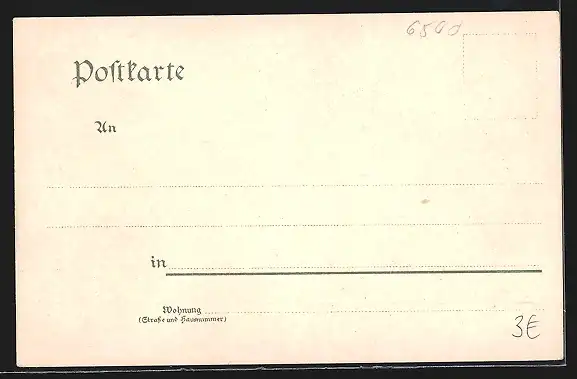 6500
Postkarte
An
in
Wohnung
(Straße und Hausnummer)
3€